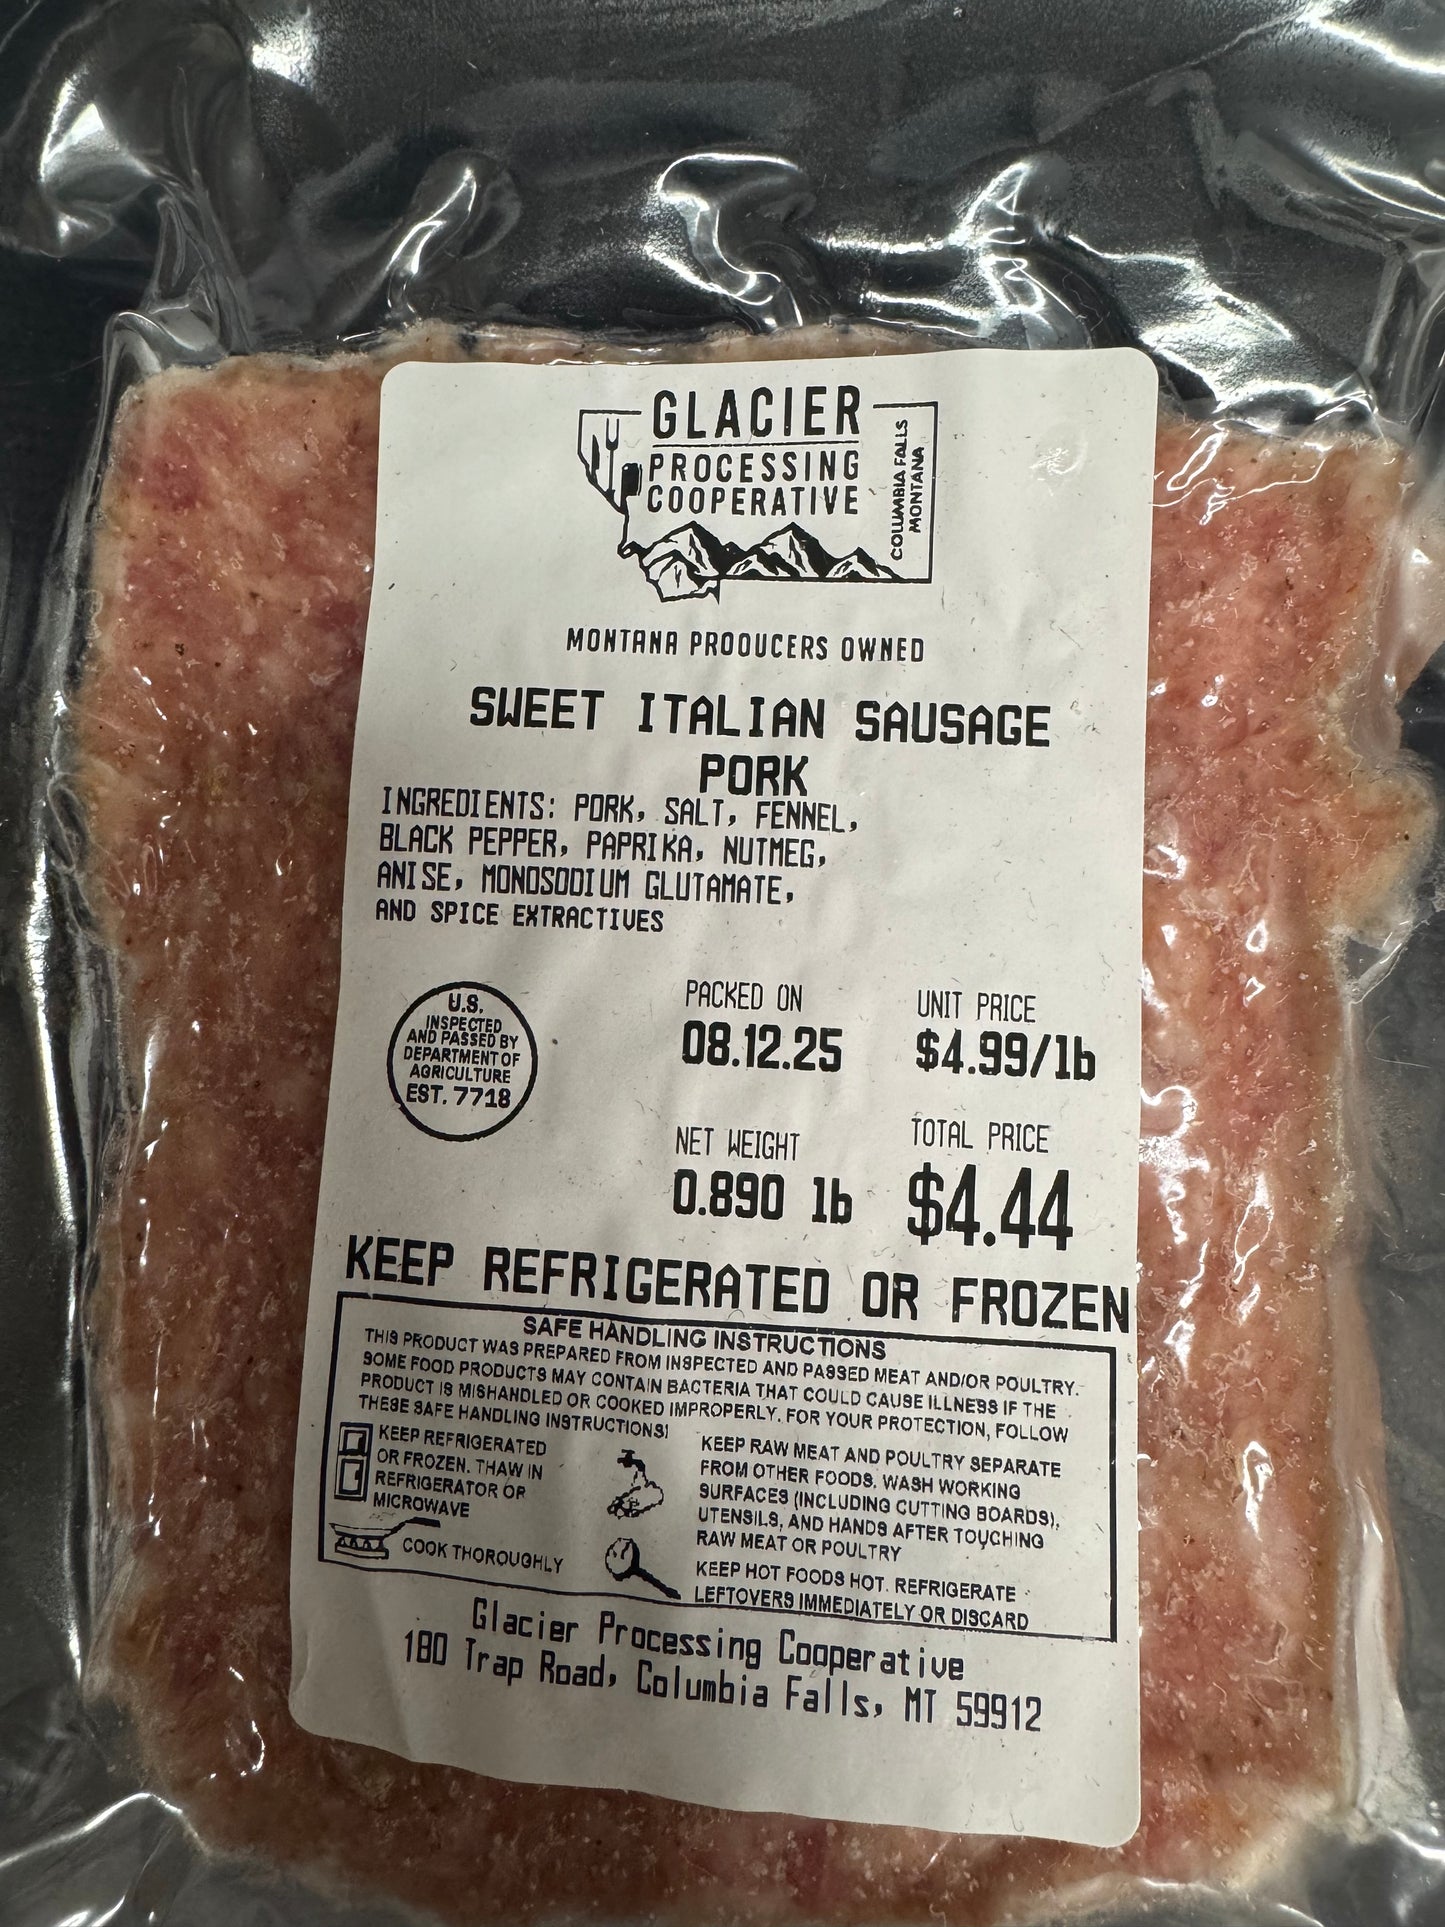 GLACIER
PROCESSING
COOPERATIVE
COLUMBIA FALLS
MONTANA
MONTANA PRODUCERS OWNED
SWEET ITALIAN SAUSAGE
PORK
INGREDIENTS: PORK, SALT, FENNEL,
BLACK PEPPER, PAPRIKA, NUTMEG,
ANISE, MONOSODIUM GLUTAMATE,
AND SPICE EXTRACTIVES
U.S.
INSPECTED
AND PASSED BY
DEPARTMENT OF
AGRICULTURE
EST. 7718
PACKED ON
08.12.25
UNIT PRICE
$4.99/lb
NET WEIGHT
0.890 lb
TOTAL PRICE
$4.44
KEEP REFRIGERATED OR FROZEN
SAFE HANDLING INSTRUCTIONS
THIS PRODUCT WAS PREPARED FROM INSPECTED AND PASSED MEAT AND/OR POULTRY.
SOME FOOD PRODUCTS MAY CONTAIN BACTERIA THAT COULD CAUSE ILLNESS IF THE
PRODUCT IS MISHANDLED OR COOKED IMPROPERLY. FOR YOUR PROTECTION, FOLLOW
THESE SAFE HANDLING INSTRUCTIONS!
KEEP REFRIGERATED
OR FROZEN. THAW IN
REFRIGERATOR OR
MICROWAVE
COOK THOROUGHLY
KEEP RAW MEAT AND POULTRY SEPARATE
FROM OTHER FOODS. WASH WORKING
SURFACES (INCLUDING CUTTING BOARDS),
UTENSILS, AND HANDS AFTER TOUCHING
RAW MEAT OR POULTRY
KEEP HOT FOODS HOT. REFRIGERATE
LEFTOVERS IMMEDIATELY OR DISCARD
Glacier Processing Cooperative
180 Trap Road, Columbia Falls, MT 59912